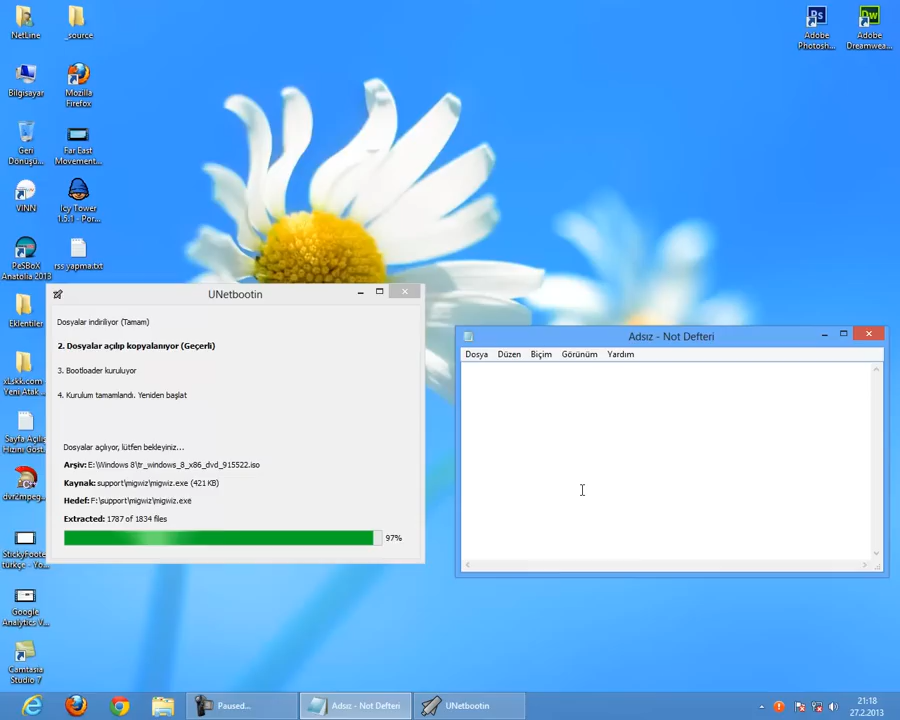 NetLine
_source
Adobe
Photosh...
Adobe
Dreamwea...
Bilgisayar
Mozilla
Firefox
Geri
Dönüşü...
Far East
Movement...
VINN
Icy Tower
1.5.1 - Por...
PeSBoX
Anatolia 2013
rss yapma.txt
Eklentiler
xLskk.com -
Yeni Atak...
Sayfa Açılış
Hızını Göst...
dvr2mpeg...
StickyFoote
türkçe - Yo...
Google
Analytics V...
Camtasia
Studio 7
UNetbootin
Dosyalar indiriliyor (Tamam)
2. Dosyalar açılıp kopyalanıyor (Geçerli)
3. Bootloader kuruluyor
4. Kurulum tamamlandı. Yeniden başlat
Dosyalar açılıyor, lütfen bekleyiniz...
Arşiv: E:\Windows 8\tr_windows_8_x86_dvd_915522.iso
Kaynak: support\migwiz\migwiz.exe (421 KB)
Hedef: F:\support\migwiz\migwiz.exe
Extracted: 1787 of 1834 files
97%
Adsız - Not Defteri
Dosya Düzen Biçim Görünüm Yardım
Paused...
Adsız - Not Defteri
UNetbootin
21:18
27.2.2013